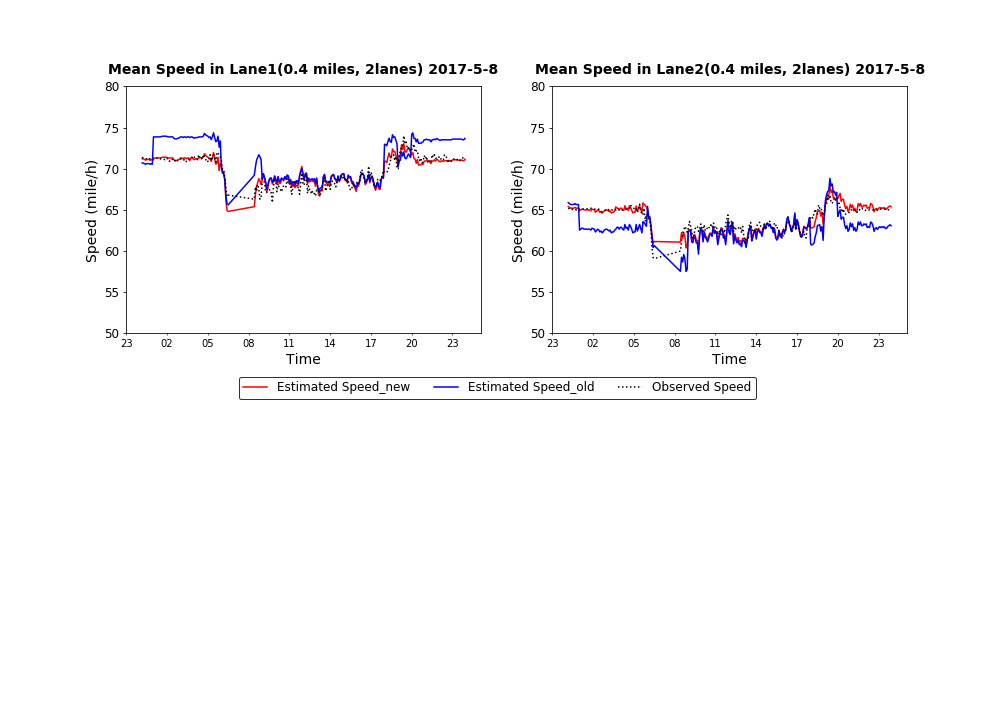 Mean Speed in Lane1(0.4 miles, 2lanes) 2017-5-8
80
75
70
65
60
55
50
Speed (mile/h)
23 02 05 08 11 14 17 20 23
Time
Mean Speed in Lane2(0.4 miles, 2lanes) 2017-5-8
80
75
70
65
60
55
50
Speed (mile/h)
23 02 05 08 11 14 17 20 23
Time
Estimated Speed_new Estimated Speed_old Observed Speed